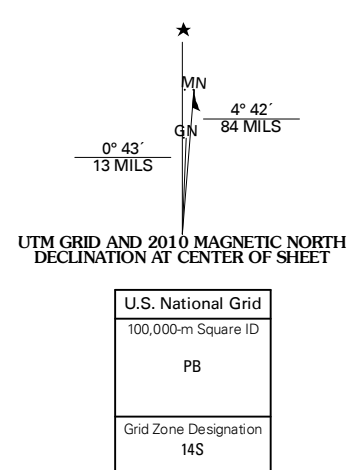 MN
4° 42´
84 MILS
GN
0° 43´
13 MILS
UTM GRID AND 2010 MAGNETIC NORTH
DECLINATION AT CENTER OF SHEET
U.S. National Grid
100,000-m Square ID
PB
Grid Zone Designation
14S